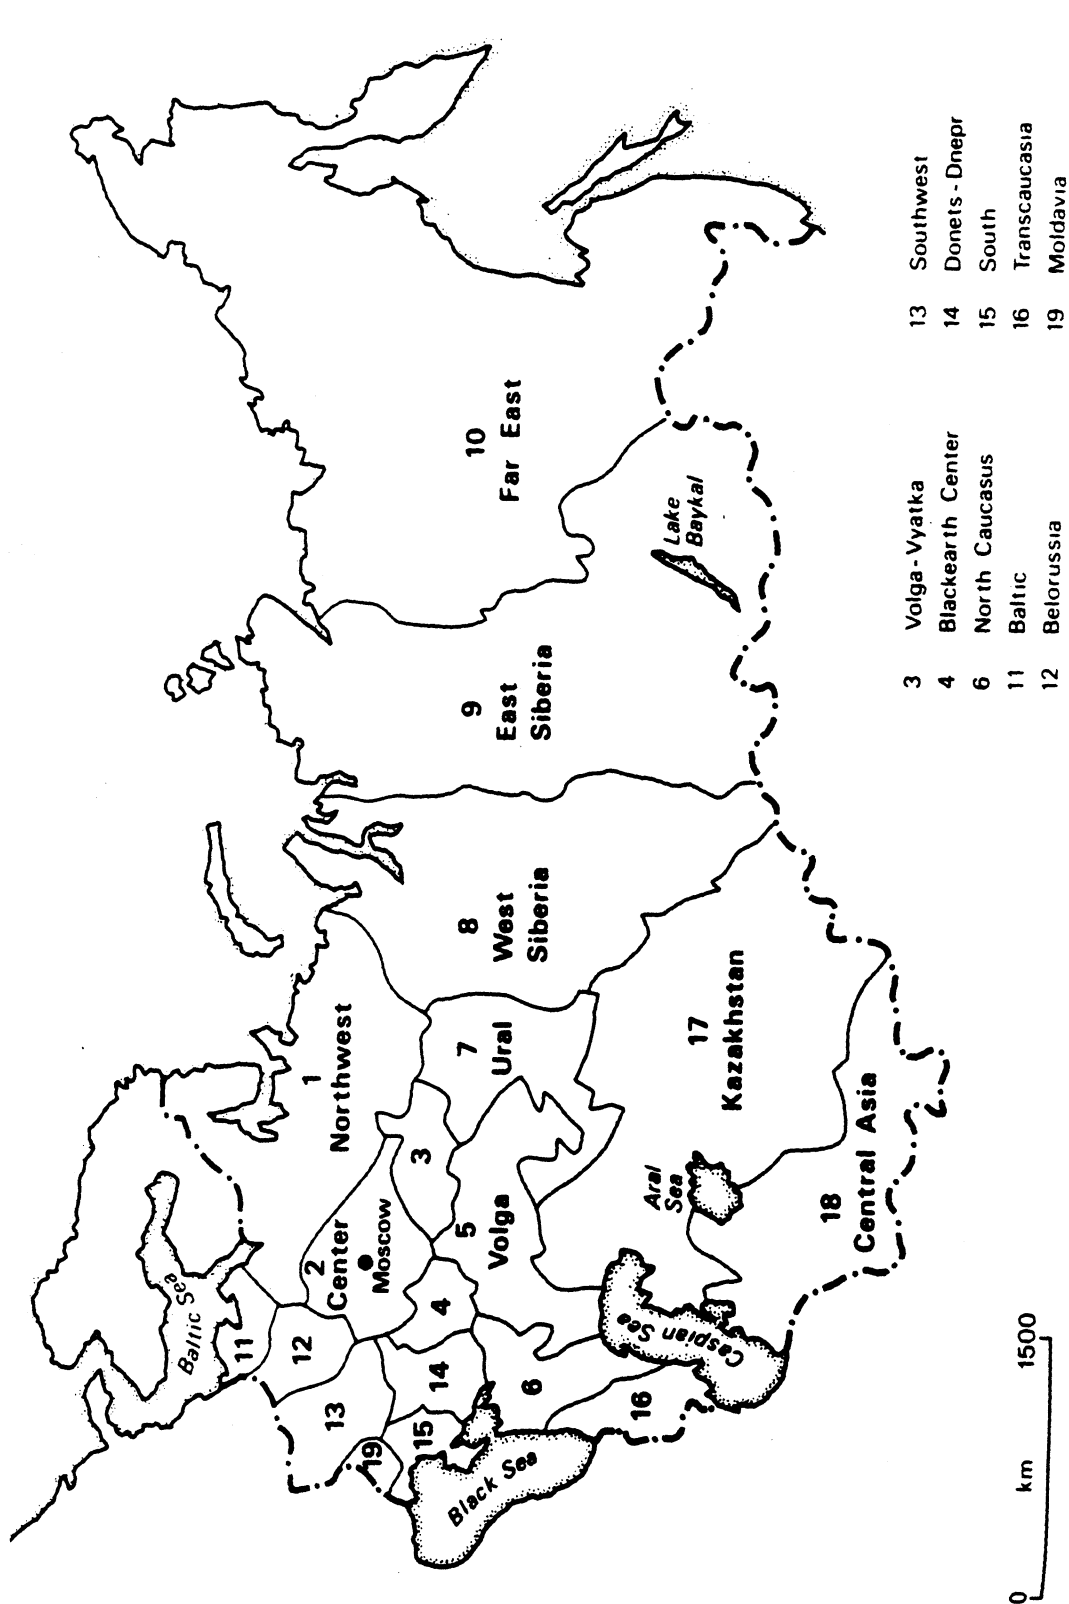 1
Northwest
2
Center
Moscow
3
4
5
Volga
6
7
Ural
8
West
Siberia
9
East
Siberia
10
Far East
11
12
13
14
15
16
17
Kazakhstan
18
Central Asia
19
Baltic Sea
Black Sea
Caspian Sea
Aral
Sea
Lake
Baykal
0 km 1500
3 Volga-Vyatka
4 Blackearth Center
6 North Caucasus
11 Baltic
12 Belorussia
13 Southwest
14 Donets-Dnepr
15 South
16 Transcaucasia
19 Moldavia